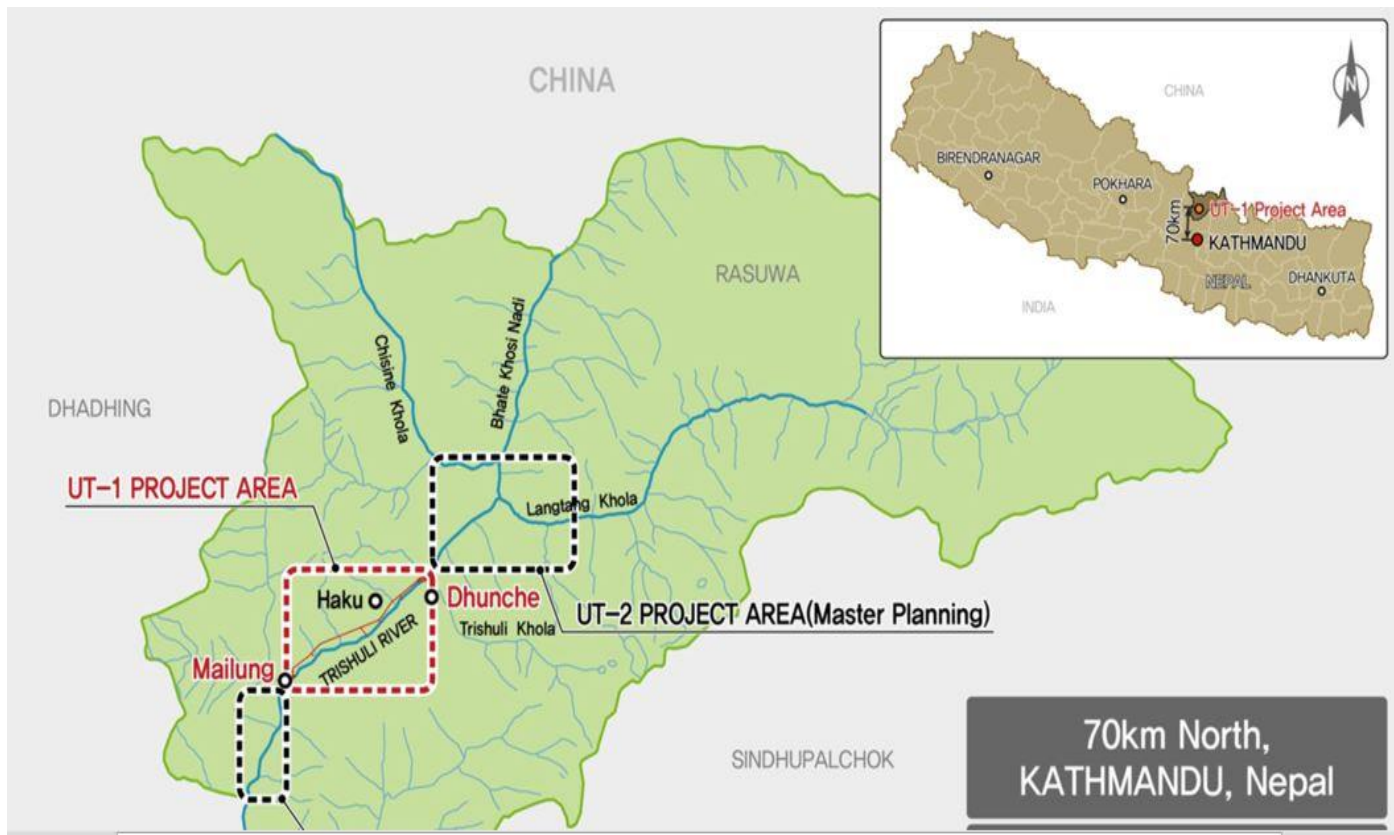 CHINA
CHINA
N
BIRENDRANAGAR
POKHARA
UT-1 Project Area
70km
KATHMANDU
NEPAL
DHANKUTA
INDIA
RASUWA
Chisine Khola
Bhate Khosi Nadi
DHADHING
UT-1 PROJECT AREA
Langtang Khola
Haku
Dhunche
UT-2 PROJECT AREA(Master Planning)
Trishuli Khola
TRISHULI RIVER
Mailung
SINDHUPALCHOK
70km North,
KATHMANDU, Nepal